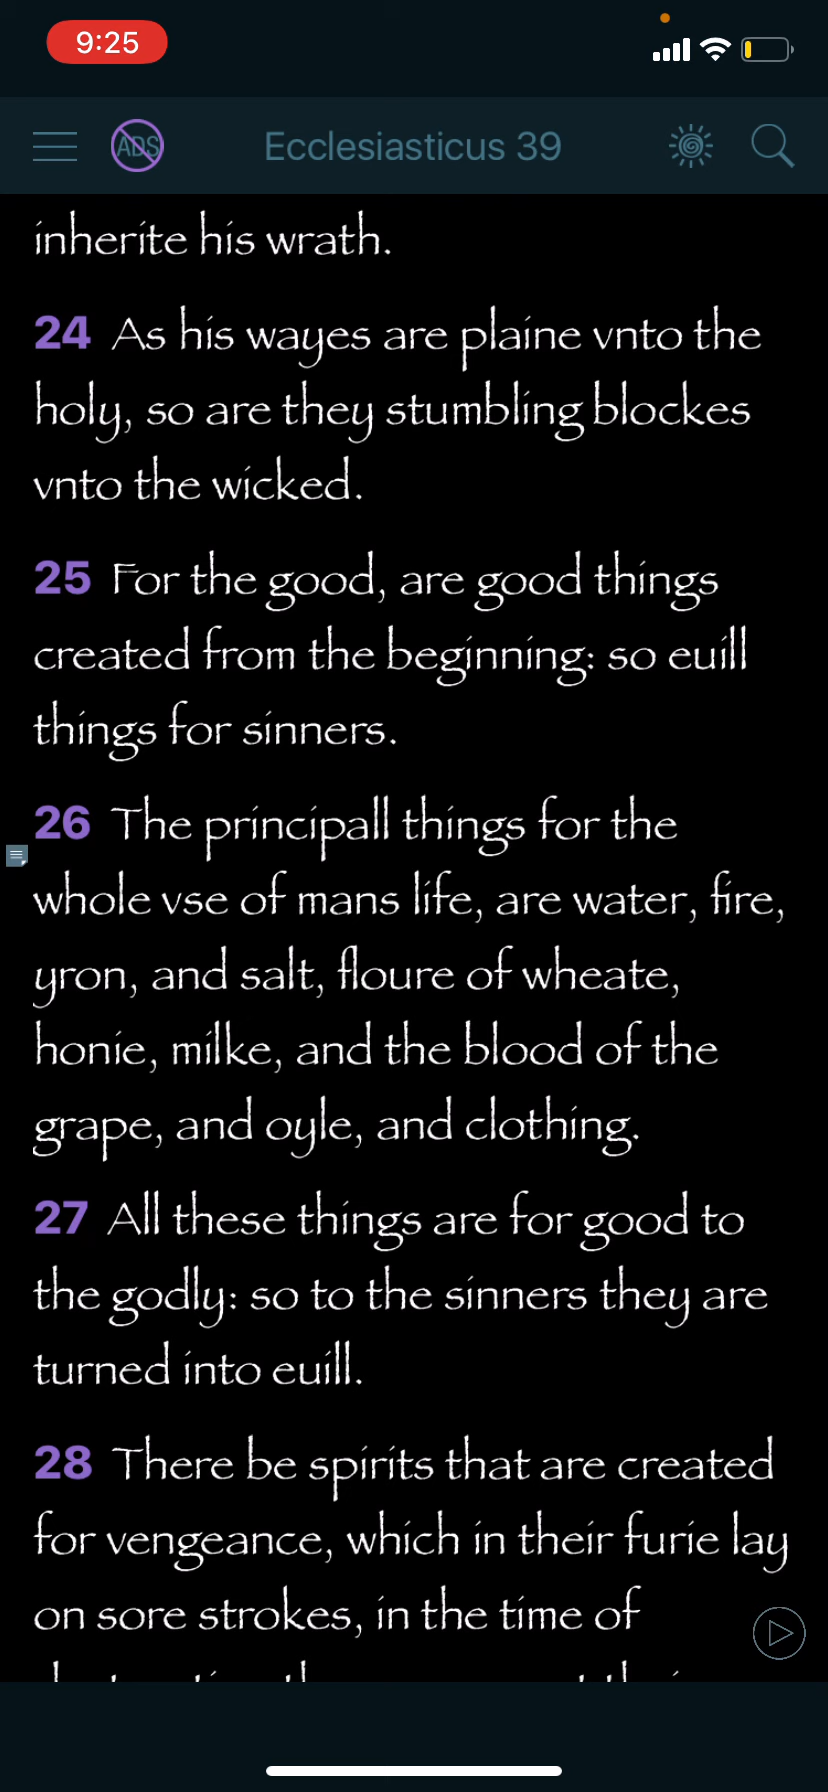 9:25
ADS
Ecclesiasticus 39
inherite his wrath.
24 As his wayes are plaine vnto the
holy, so are they stumbling blockes
vnto the wicked.
25 For the good, are good things
created from the beginning: so euill
things for sinners.
26 The principall things for the
whole vse of mans life, are water, fire,
yron, and salt, floure of wheate,
honie, milke, and the blood of the
grape, and oyle, and clothing.
27 All these things are for good to
the godly: so to the sinners they are
turned into euill.
28 There be spirits that are created
for vengeance, which in their furie lay
on sore strokes, in the time of